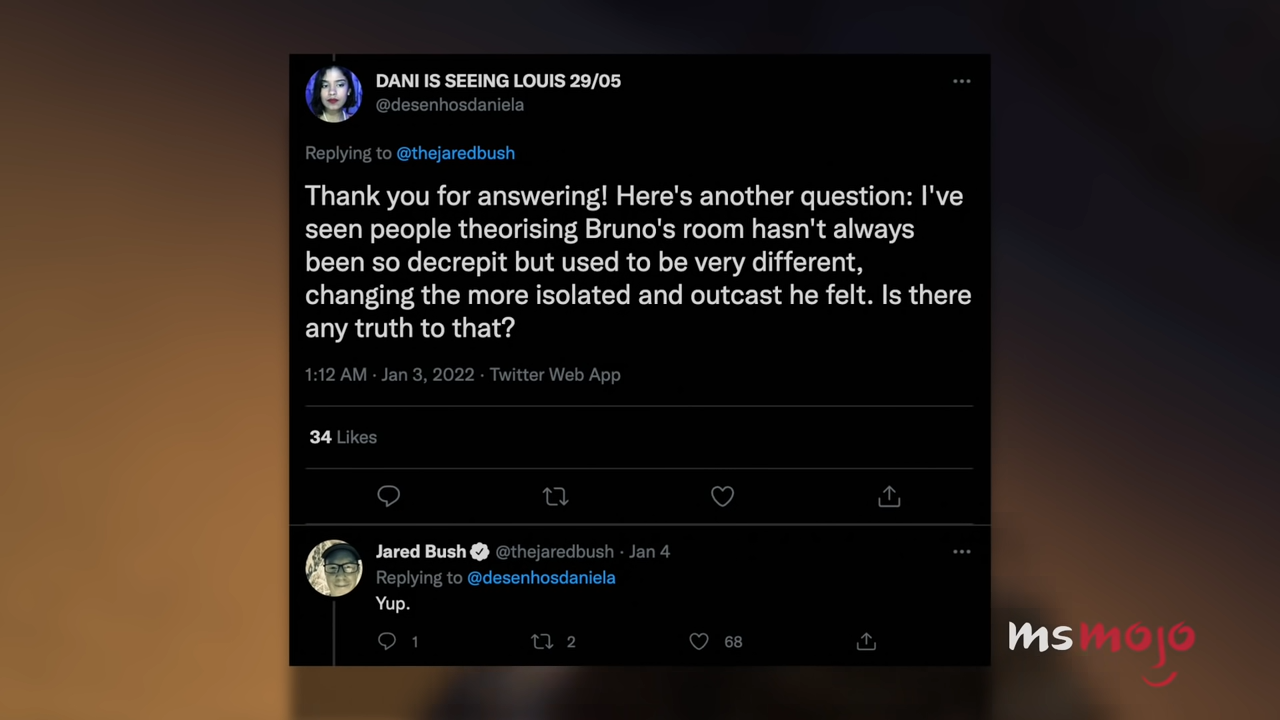 DANI IS SEEING LOUIS 29/05
@desenhosdaniela
Replying to @thejaredbush
Thank you for answering! Here's another question: I've
seen people theorising Bruno's room hasn't always
been so decrepit but used to be very different,
changing the more isolated and outcast he felt. Is there
any truth to that?
1:12 AM · Jan 3, 2022 · Twitter Web App
34 Likes
Jared Bush @thejaredbush · Jan 4
Replying to @desenhosdaniela
Yup.
1 2 68
msmojo